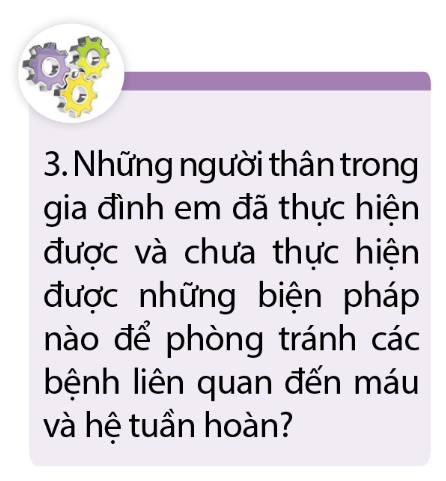 3. Những người thân trong
gia đình em đã thực hiện
được và chưa thực hiện
được những biện pháp
nào để phòng tránh các
bệnh liên quan đến máu
và hệ tuần hoàn?